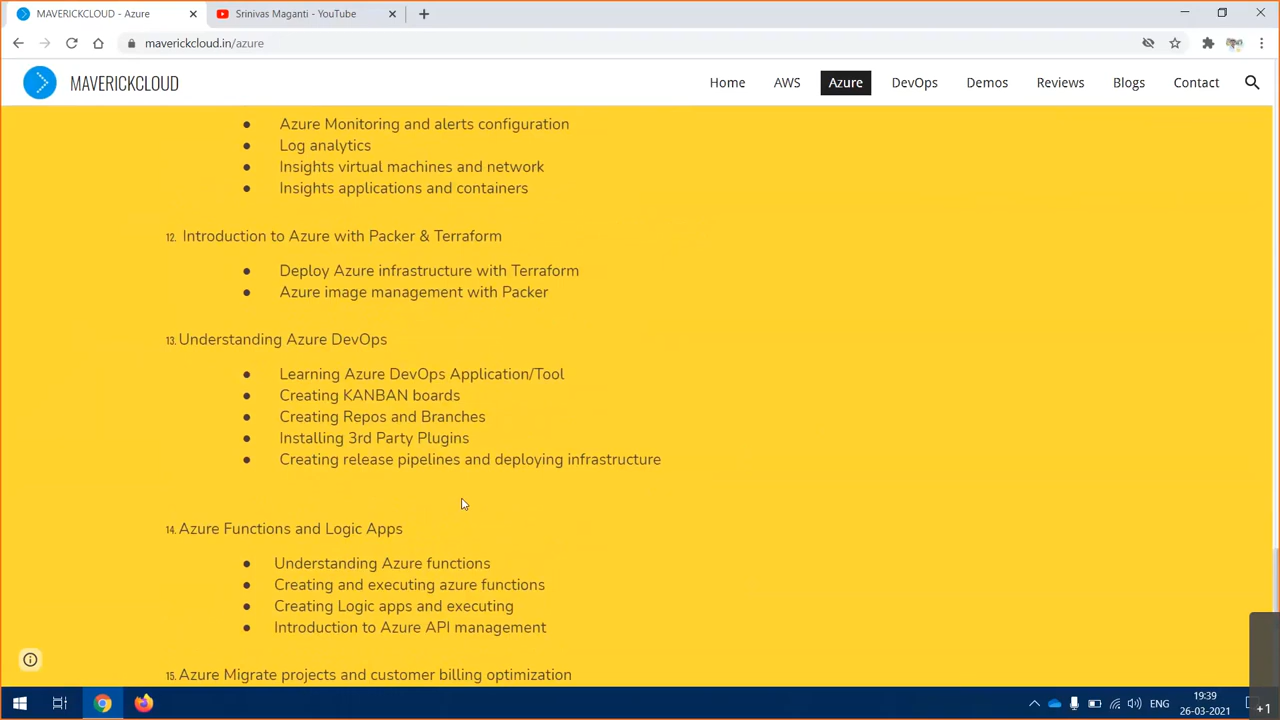 MAVERICKCLOUD - Azure
Srinivas Maganti - YouTube
maverickcloud.in/azure
MAVERICKCLOUD
Home AWS Azure DevOps Demos Reviews Blogs Contact
● Azure Monitoring and alerts configuration
● Log analytics
● Insights virtual machines and network
● Insights applications and containers
12. Introduction to Azure with Packer & Terraform
● Deploy Azure infrastructure with Terraform
● Azure image management with Packer
13. Understanding Azure DevOps
● Learning Azure DevOps Application/Tool
● Creating KANBAN boards
● Creating Repos and Branches
● Installing 3rd Party Plugins
● Creating release pipelines and deploying infrastructure
14. Azure Functions and Logic Apps
● Understanding Azure functions
● Creating and executing azure functions
● Creating Logic apps and executing
● Introduction to Azure API management
15. Azure Migrate projects and customer billing optimization
ENG
19:39
26-03-2021
+1